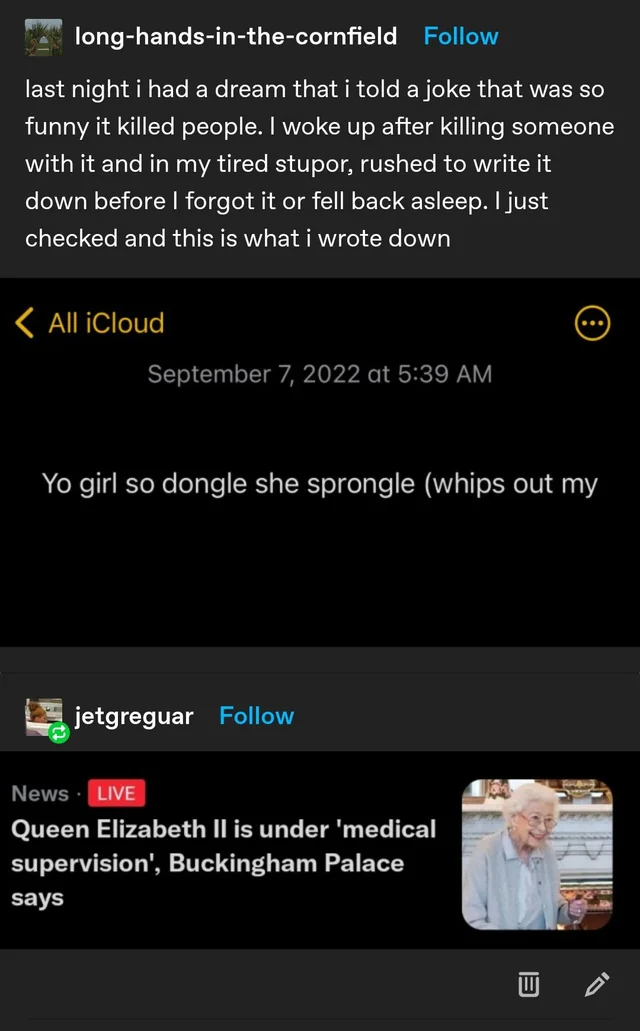 long-hands-in-the-cornfield Follow
last night i had a dream that i told a joke that was so
funny it killed people. I woke up after killing someone
with it and in my tired stupor, rushed to write it
down before I forgot it or fell back asleep. I just
checked and this is what i wrote down
All iCloud
September 7, 2022 at 5:39 AM
Yo girl so dongle she sprongle (whips out my
jetgreguar Follow
News · LIVE
Queen Elizabeth II is under 'medical
supervision', Buckingham Palace
says